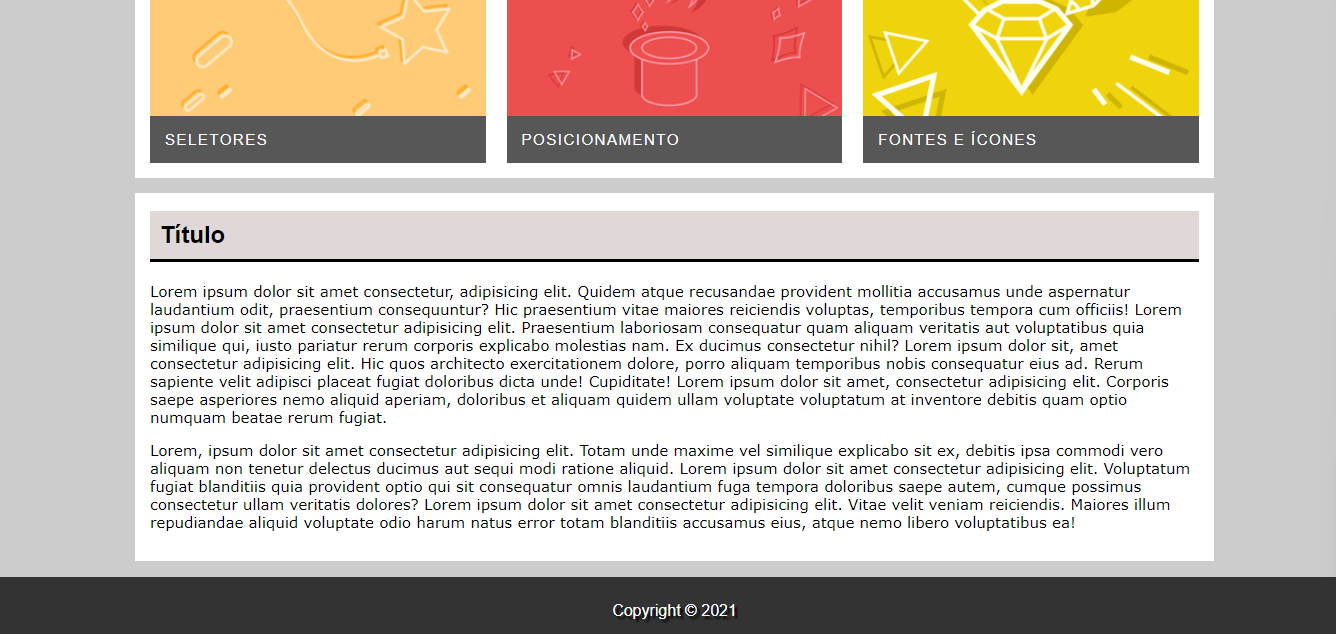 SELETORES
POSICIONAMENTO
FONTES E ÍCONES
Título
Lorem ipsum dolor sit amet consectetur, adipisicing elit. Quidem atque recusandae provident mollitia accusamus unde aspernatur
laudantium odit, praesentium consequuntur? Hic praesentium vitae maiores reiciendis voluptas, temporibus tempora cum officiis! Lorem
ipsum dolor sit amet consectetur adipisicing elit. Praesentium laboriosam consequatur quam aliquam veritatis aut voluptatibus quia
similique qui, iusto pariatur rerum corporis explicabo molestias nam. Ex ducimus consectetur nihil? Lorem ipsum dolor sit, amet
consectetur adipisicing elit. Hic quos architecto exercitationem dolore, porro aliquam temporibus nobis consequatur eius ad. Rerum
sapiente velit adipisci placeat fugiat doloribus dicta unde! Cupiditate! Lorem ipsum dolor sit amet, consectetur adipisicing elit. Corporis
saepe asperiores nemo aliquid aperiam, doloribus et aliquam quidem ullam voluptate voluptatum at inventore debitis quam optio
numquam beatae rerum fugiat.
Lorem, ipsum dolor sit amet consectetur adipisicing elit. Totam unde maxime vel similique explicabo sit ex, debitis ipsa commodi vero
aliquam non tenetur delectus ducimus aut sequi modi ratione aliquid. Lorem ipsum dolor sit amet consectetur adipisicing elit. Voluptatum
fugiat blanditiis quia provident optio qui sit consequatur omnis laudantium fuga tempora doloribus saepe autem, cumque possimus
consectetur ullam veritatis dolores? Lorem ipsum dolor sit amet consectetur adipisicing elit. Vitae velit veniam reiciendis. Maiores illum
repudiandae aliquid voluptate odio harum natus error totam blanditiis accusamus eius, atque nemo libero voluptatibus ea!
Copyright © 2021